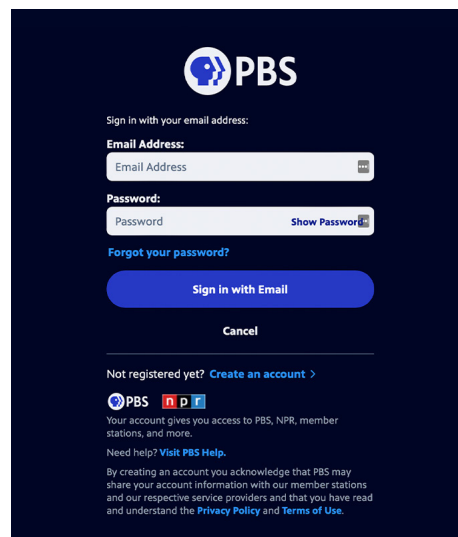 PBS
Sign in with your email address:
Email Address:
Email Address
Password:
Password Show Password
Forgot your password?
Sign in with Email
Cancel
Not registered yet? Create an account >
PBS npr
Your account gives you access to PBS, NPR, member
stations, and more.
Need help? Visit PBS Help.
By creating an account you acknowledge that PBS may
share your account information with our member stations
and our respective service providers and that you have read
and understand the Privacy Policy and Terms of Use.